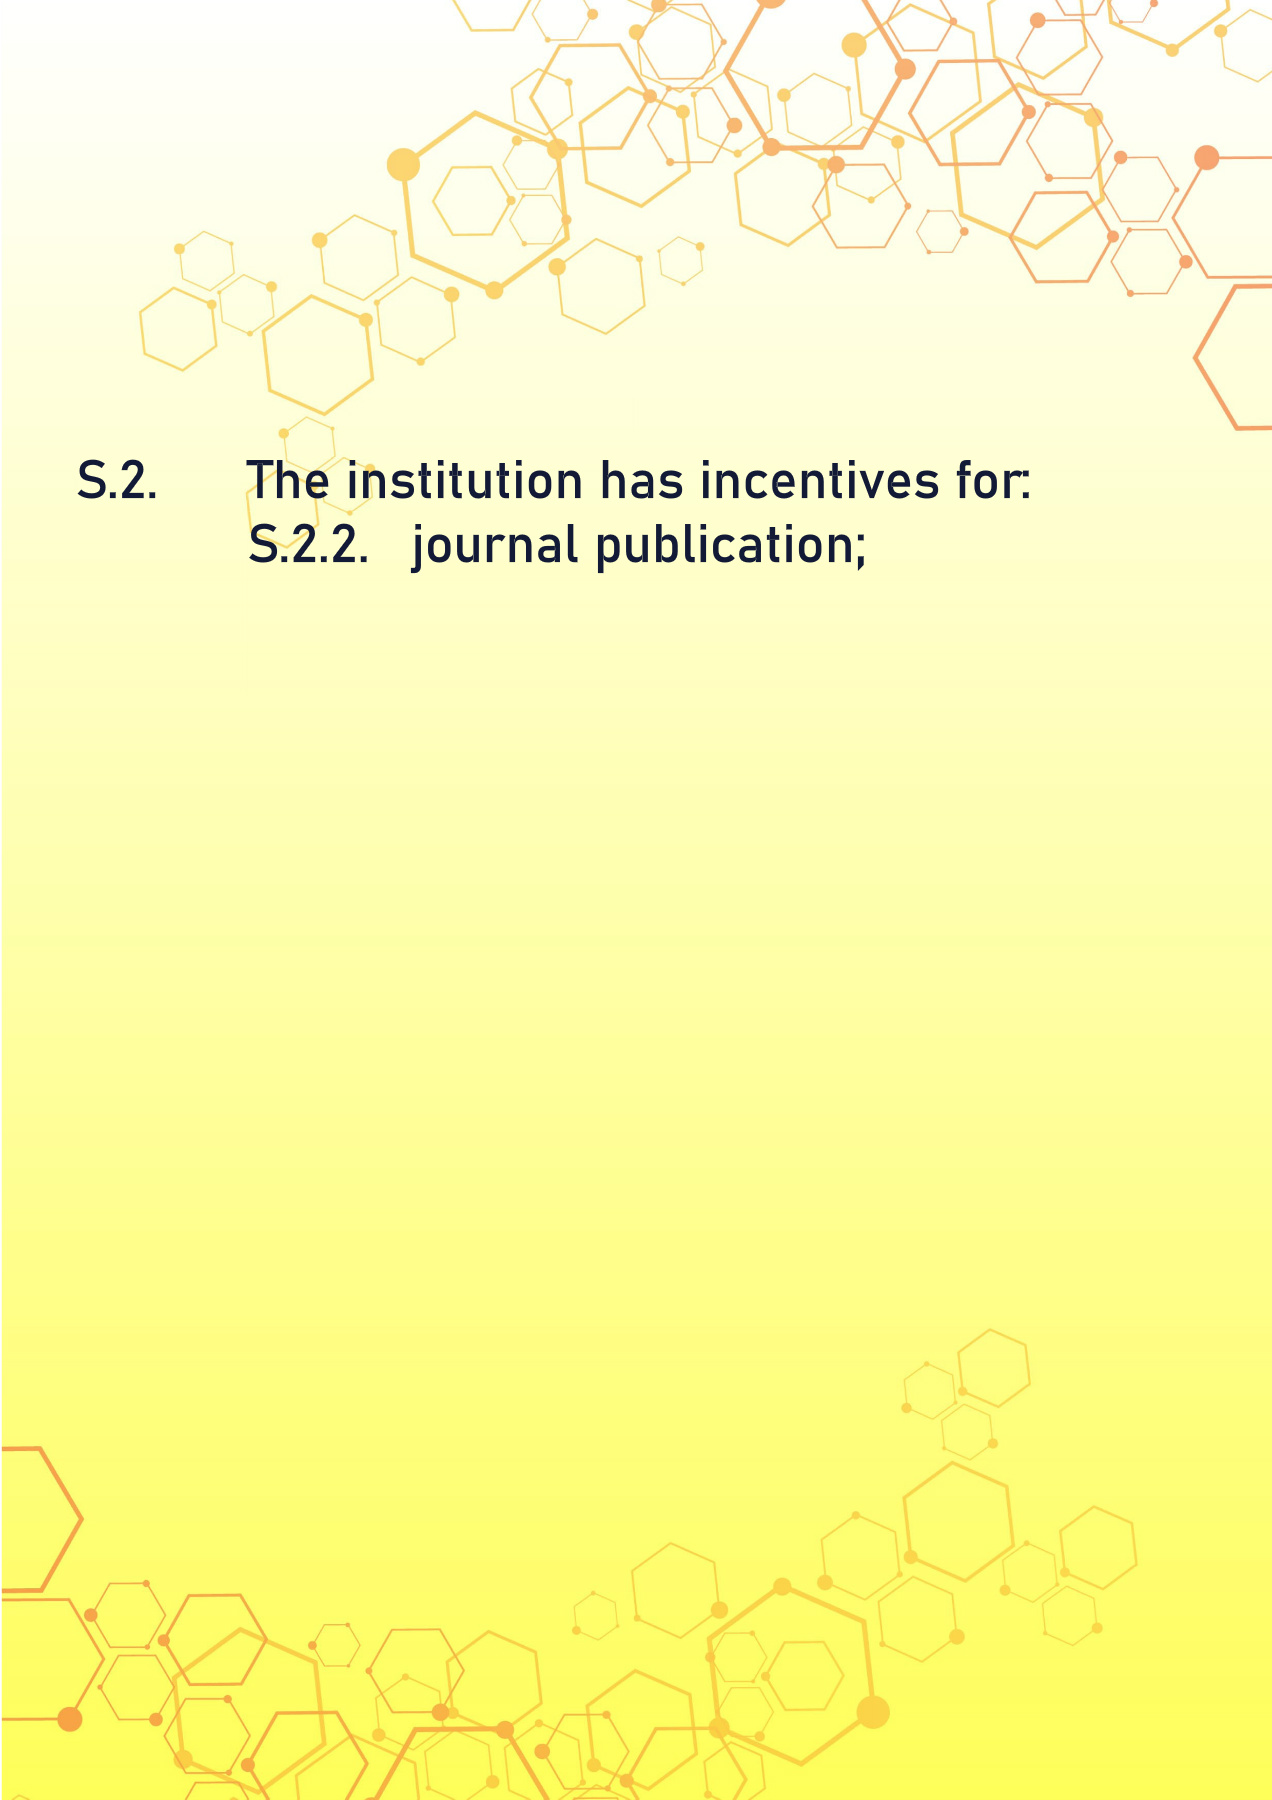 S.2. The institution has incentives for:
S.2.2. journal publication;